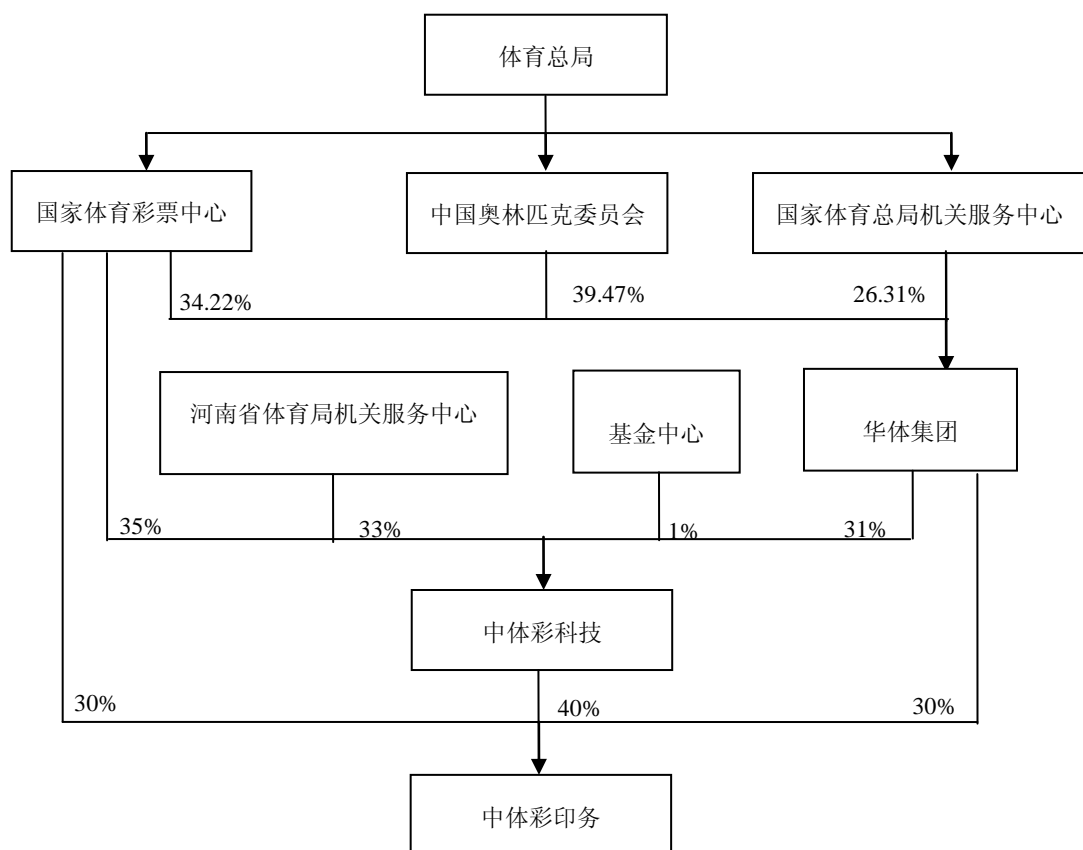 体育总局
国家体育彩票中心
中国奥林匹克委员会
国家体育总局机关服务中心
34.22%
39.47%
26.31%
河南省体育局机关服务中心
基金中心
华体集团
35%
33%
1%
31%
中体彩科技
30%
40%
30%
中体彩印务